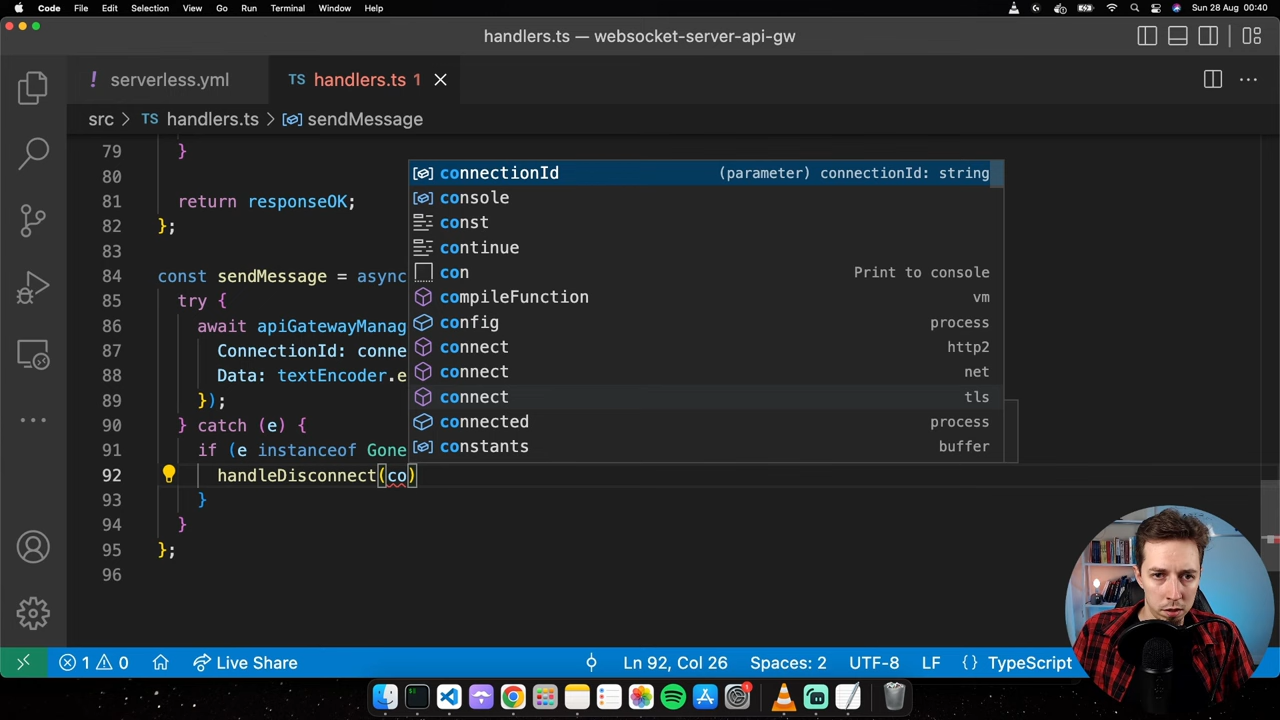 Code File Edit Selection View Go Run Terminal Window Help Sun 28 Aug 00:40
handlers.ts — websocket-server-api-gw
! serverless.yml TS handlers.ts 1
src > TS handlers.ts > sendMessage
79 }
80
81 return responseOK;
82 };
83
84 const sendMessage = async
85 try {
86 await apiGatewayManag
87 ConnectionId: conne
88 Data: textEncoder.e
89 });
90 } catch (e) {
91 if (e instanceof Gone
92 handleDisconnect(co)
93 }
94 }
95 };
96
connectionId (parameter) connectionId: string
console
const
continue
con Print to console
compileFunction vm
config process
connect http2
connect net
connect tls
connected process
constants buffer
1 0 Live Share Ln 92, Col 26 Spaces: 2 UTF-8 LF {} TypeScript